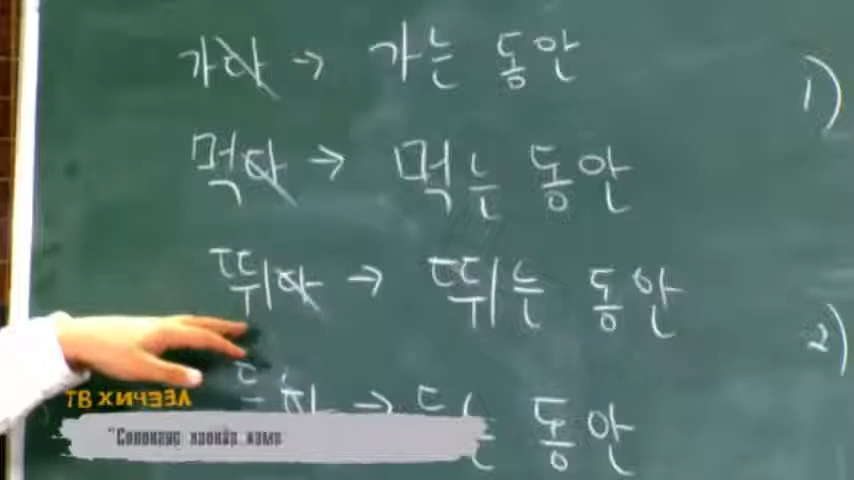 가다 → 가는 동안
먹다 → 먹는 동안
뛰다 → 뛰는 동안
→ 동안
1)
2)
ТВ ХИЧЭЭЛ